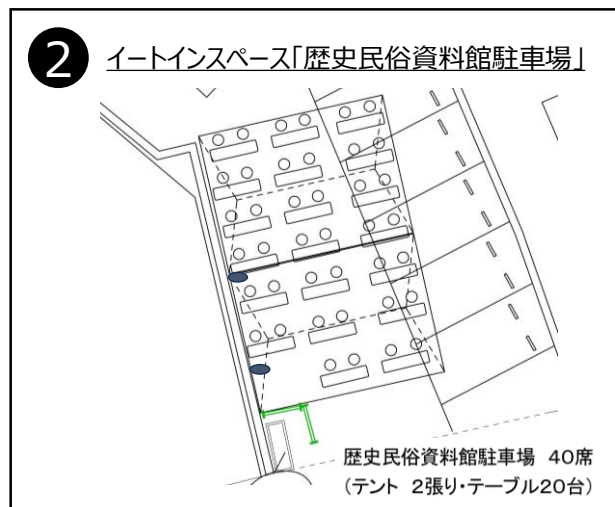 ❷ イートインスペース「歴史民俗資料館駐車場」
歴史民俗資料館駐車場 40席
(テント 2張り・テーブル20台)